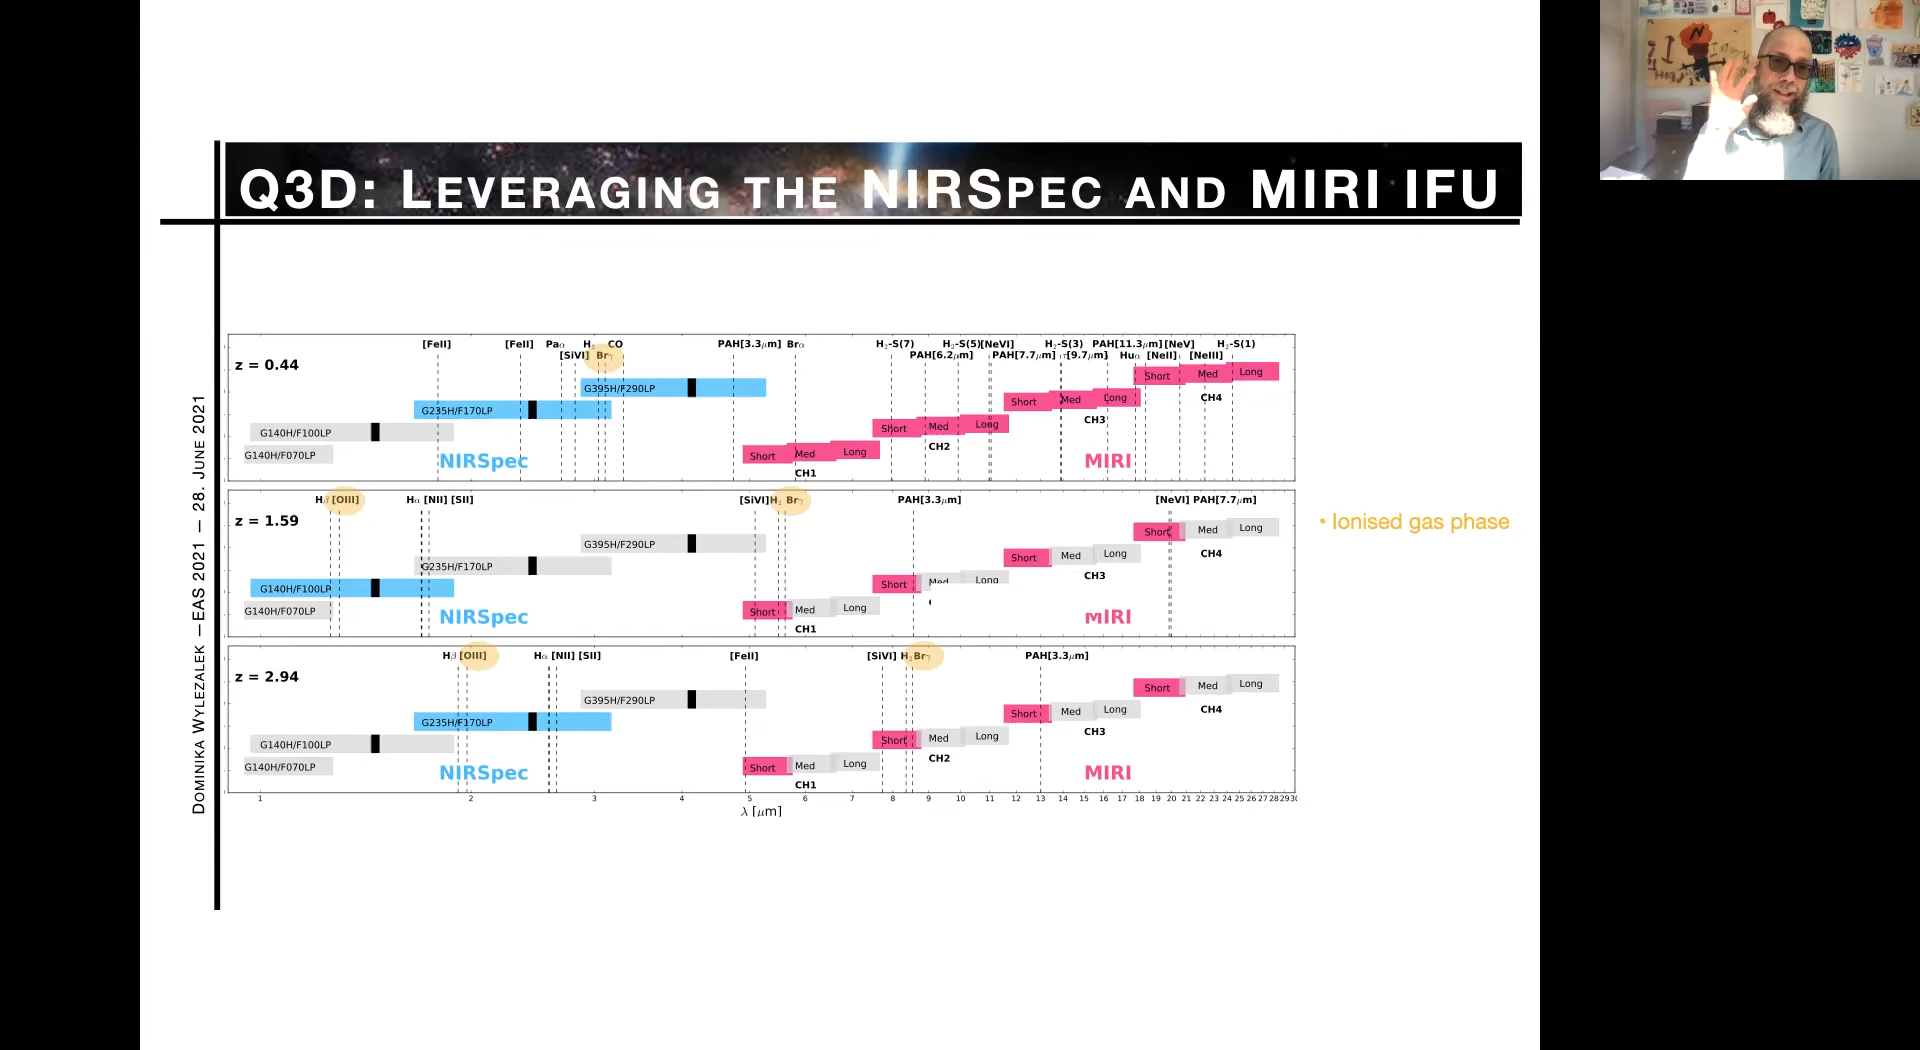 Q3D: LEVERAGING THE NIRSPEC AND MIRI IFU
DOMINIKA WYLEZALEK —EAS 2021 — 28. JUNE 2021
[FeII] [FeII] Paα H₂ CO PAH[3.3μm] Brα H₂-S(7) H₂-S(5) [NeVI] H₂-S(3) PAH[11.3μm] [NeV] H₂-S(1)
[SiVI] Brγ PAH[6.2μm] PAH[7.7μm] τ[9.7μm] Huα [NeII] [NeIII]
z = 0.44
Short Med Long
CH4
G395H/F290LP
Short Med Long
CH3
G235H/F170LP
Short Med Long
CH2
G140H/F100LP
G140H/F070LP
Short Med Long
CH1
NIRSpec
MIRI
Hβ [OIII] Hα [NII] [SII] [SiVI] H₂ Brγ PAH[3.3μm] [NeVI] PAH[7.7μm]
z = 1.59
Short Med Long
CH4
G395H/F290LP
Short Med Long
CH3
G235H/F170LP
Short Med Long
G140H/F100LP
G140H/F070LP
Short Med Long
CH1
NIRSpec
MIRI
• Ionised gas phase
Hβ [OIII] Hα [NII] [SII] [FeII] [SiVI] H₂ Brγ PAH[3.3μm]
z = 2.94
Short Med Long
CH4
G395H/F290LP
Short Med Long
CH3
G235H/F170LP
Short Med Long
CH2
G140H/F100LP
G140H/F070LP
Short Med Long
CH1
NIRSpec
MIRI
1 2 3 4 5 6 7 8 9 10 11 12 13 14 15 16 17 18 19 20 21 22 23 24 25 26 27 28 29 30
λ [μm]